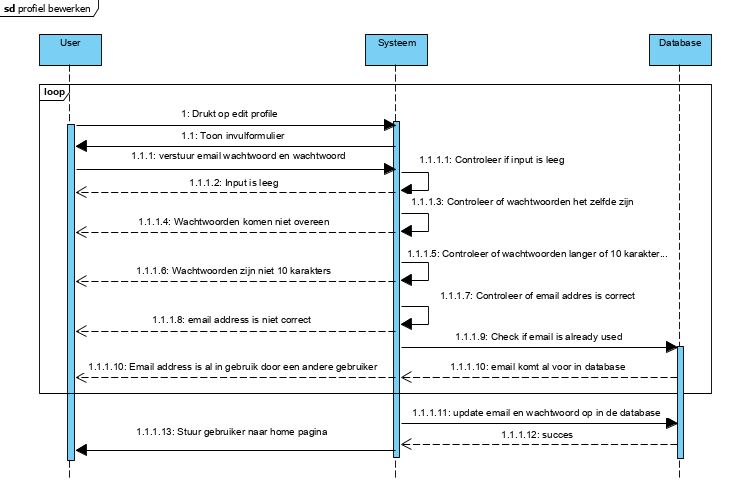 sd profiel bewerken
User
Systeem
Database
loop
1: Drukt op edit profile
1.1: Toon invulformulier
1.1.1: verstuur email wachtwoord en wachtwoord
1.1.1.1: Controleer if input is leeg
1.1.1.2: Input is leeg
1.1.1.3: Controleer of wachtwoorden het zelfde zijn
1.1.1.4: Wachtwoorden komen niet overeen
1.1.1.5: Controleer of wachtwoorden langer of 10 karakter...
1.1.1.6: Wachtwoorden zijn niet 10 karakters
1.1.1.7: Controleer of email addres is correct
1.1.1.8: email address is niet correct
1.1.1.9: Check if email is already used
1.1.1.10: Email address is al in gebruik door een andere gebruiker
1.1.1.10: email komt al voor in database
1.1.1.11: update email en wachtwoord op in de database
1.1.1.12: succes
1.1.1.13: Stuur gebruiker naar home pagina